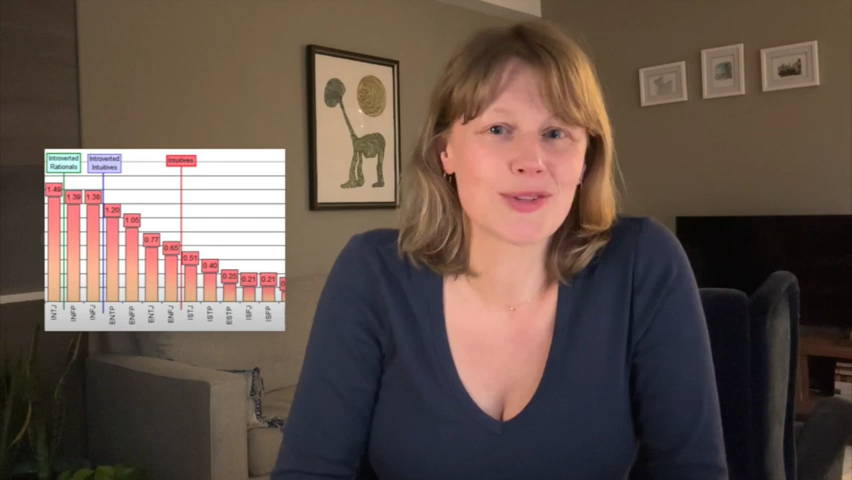 Introverted
Rationals
Introverted
Intuitives
Intuitives
1.49
1.39
1.38
1.20
1.05
0.77
0.65
0.51
0.40
0.25
0.21
0.21
INTJ
INFP
INFJ
ENTP
ENFP
ENTJ
ENFJ
ISTJ
ISTP
ESTP
ISFJ
ISFP